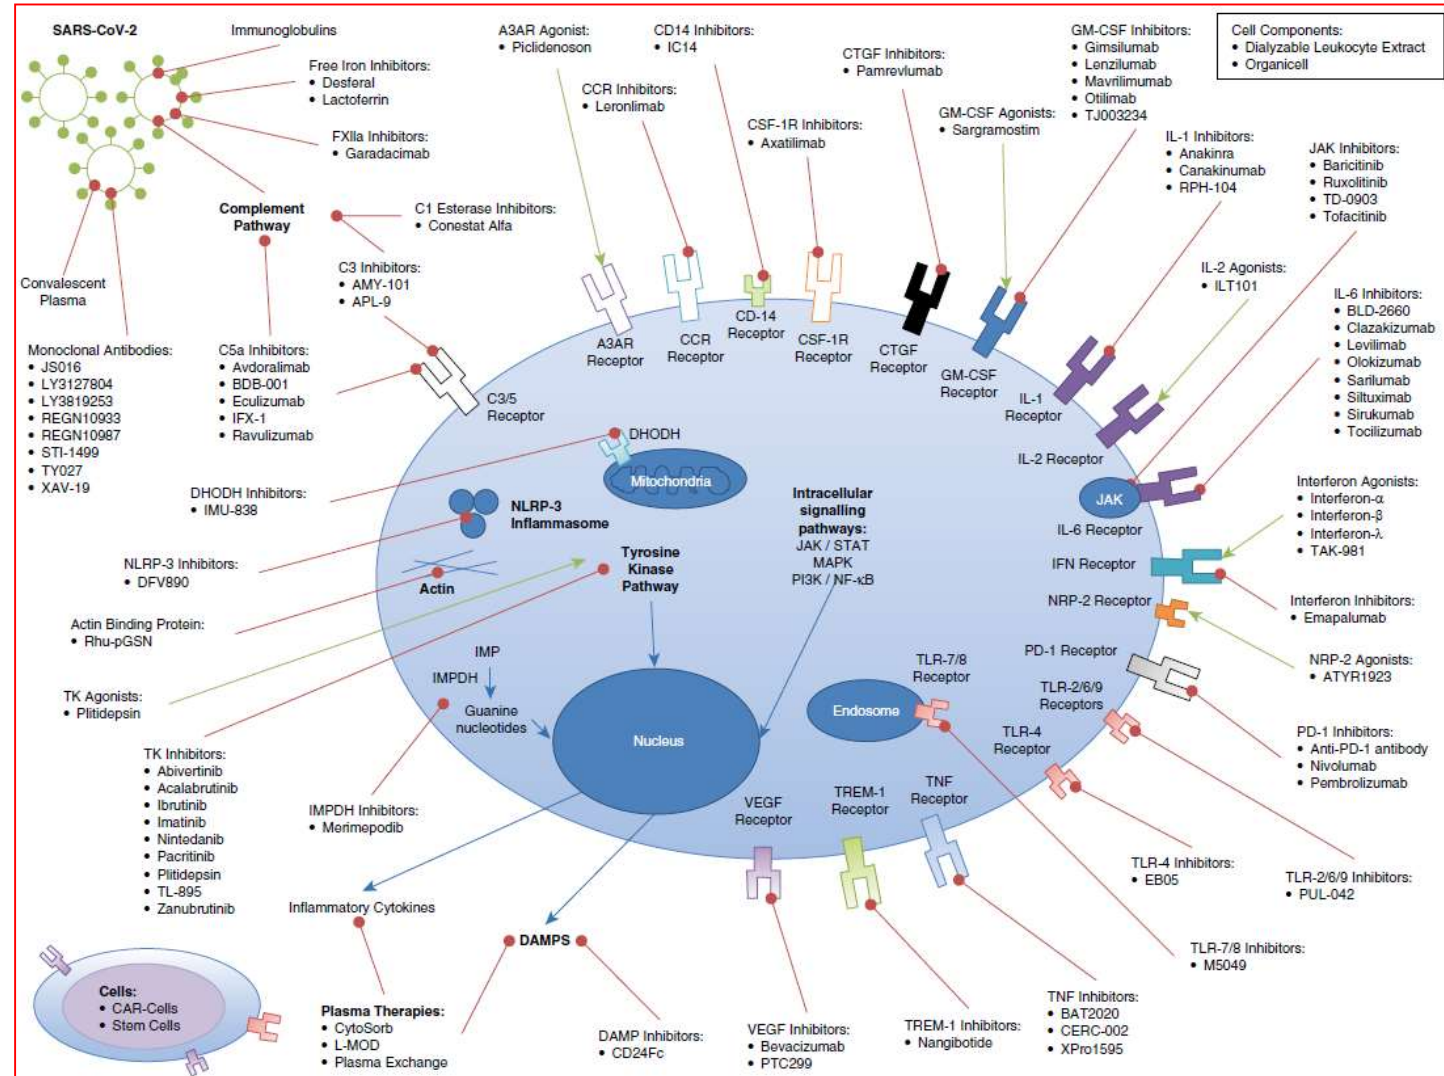 SARS-CoV-2
Immunoglobulins
Free Iron Inhibitors:
• Desferal
• Lactoferrin
FXIIa Inhibitors:
• Garadacimab
Complement
Pathway
C1 Esterase Inhibitors:
• Conestat Alfa
Convalescent
Plasma
C3 Inhibitors:
• AMY-101
• APL-9
Monoclonal Antibodies:
• JS016
• LY3127804
• LY3819253
• REGN10933
• REGN10987
• STI-1499
• TY027
• XAV-19
C5a Inhibitors:
• Avdoralimab
• BDB-001
• Eculizumab
• IFX-1
• Ravulizumab
A3AR Agonist:
• Piclidenoson
CCR Inhibitors:
• Leronlimab
CD14 Inhibitors:
• IC14
CSF-1R Inhibitors:
• Axatilimab
CTGF Inhibitors:
• Pamrevlumab
GM-CSF Agonists:
• Sargramostim
GM-CSF Inhibitors:
• Gimsilumab
• Lenzilumab
• Mavrilimumab
• Otilimab
• TJ003234
Cell Components:
• Dialyzable Leukocyte Extract
• Organicell
IL-1 Inhibitors:
• Anakinra
• Canakinumab
• RPH-104
JAK Inhibitors:
• Baricitinib
• Ruxolitinib
• TD-0903
• Tofacitinib
IL-2 Agonists:
• ILT101
IL-6 Inhibitors:
• BLD-2660
• Clazakizumab
• Levilimab
• Olokizumab
• Sarilumab
• Siltuximab
• Sirukumab
• Tocilizumab
C3/5
Receptor
A3AR
Receptor
CCR
Receptor
CD-14
Receptor
CSF-1R
Receptor
CTGF
Receptor
GM-CSF
Receptor
IL-1
Receptor
IL-2 Receptor
JAK
IL-6 Receptor
IFN Receptor
NRP-2 Receptor
PD-1 Receptor
TLR-2/6/9
Receptors
TLR-4
Receptor
TLR-7/8
Receptor
Endosome
TNF
Receptor
TREM-1
Receptor
VEGF
Receptor
DHODH
Mitochondria
NLRP-3
Inflammasome
Actin
Tyrosine
Kinase
Pathway
Intracellular
signalling
pathways:
JAK / STAT
MAPK
PI3K / NF-κB
IMP
IMPDH
Guanine
nucleotides
Nucleus
DHODH Inhibitors:
• IMU-838
NLRP-3 Inhibitors:
• DFV890
Actin Binding Protein:
• Rhu-pGSN
TK Agonists:
• Plitidepsin
TK Inhibitors:
• Abivertinib
• Acalabrutinib
• Ibrutinib
• Imatinib
• Nintedanib
• Pacritinib
• Plitidepsin
• TL-895
• Zanubrutinib
IMPDH Inhibitors:
• Merimepodib
Interferon Agonists:
• Interferon-α
• Interferon-β
• Interferon-λ
• TAK-981
Interferon Inhibitors:
• Emapalumab
NRP-2 Agonists:
• ATYR1923
PD-1 Inhibitors:
• Anti-PD-1 antibody
• Nivolumab
• Pembrolizumab
TLR-4 Inhibitors:
• EB05
TLR-2/6/9 Inhibitors:
• PUL-042
TLR-7/8 Inhibitors:
• M5049
Inflammatory Cytokines
DAMPS
Cells:
• CAR-Cells
• Stem Cells
Plasma Therapies:
• CytoSorb
• L-MOD
• Plasma Exchange
DAMP Inhibitors:
• CD24Fc
VEGF Inhibitors:
• Bevacizumab
• PTC299
TREM-1 Inhibitors:
• Nangibotide
TNF Inhibitors:
• BAT2020
• CERC-002
• XPro1595